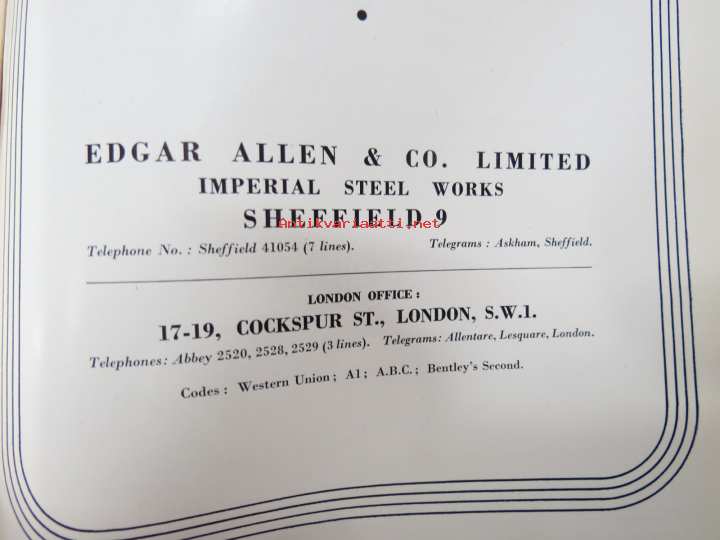 EDGAR ALLEN & CO. LIMITED
IMPERIAL STEEL WORKS
SHEFFIELD 9
Antikvariaatti.net
Telephone No. : Sheffield 41054 (7 lines). Telegrams : Askham, Sheffield.
LONDON OFFICE :
17-19, COCKSPUR ST., LONDON, S.W.1.
Telephones: Abbey 2520, 2528, 2529 (3 lines). Telegrams: Allentare, Lesquare, London.
Codes : Western Union ; A1 ; A.B.C. ; Bentley's Second.